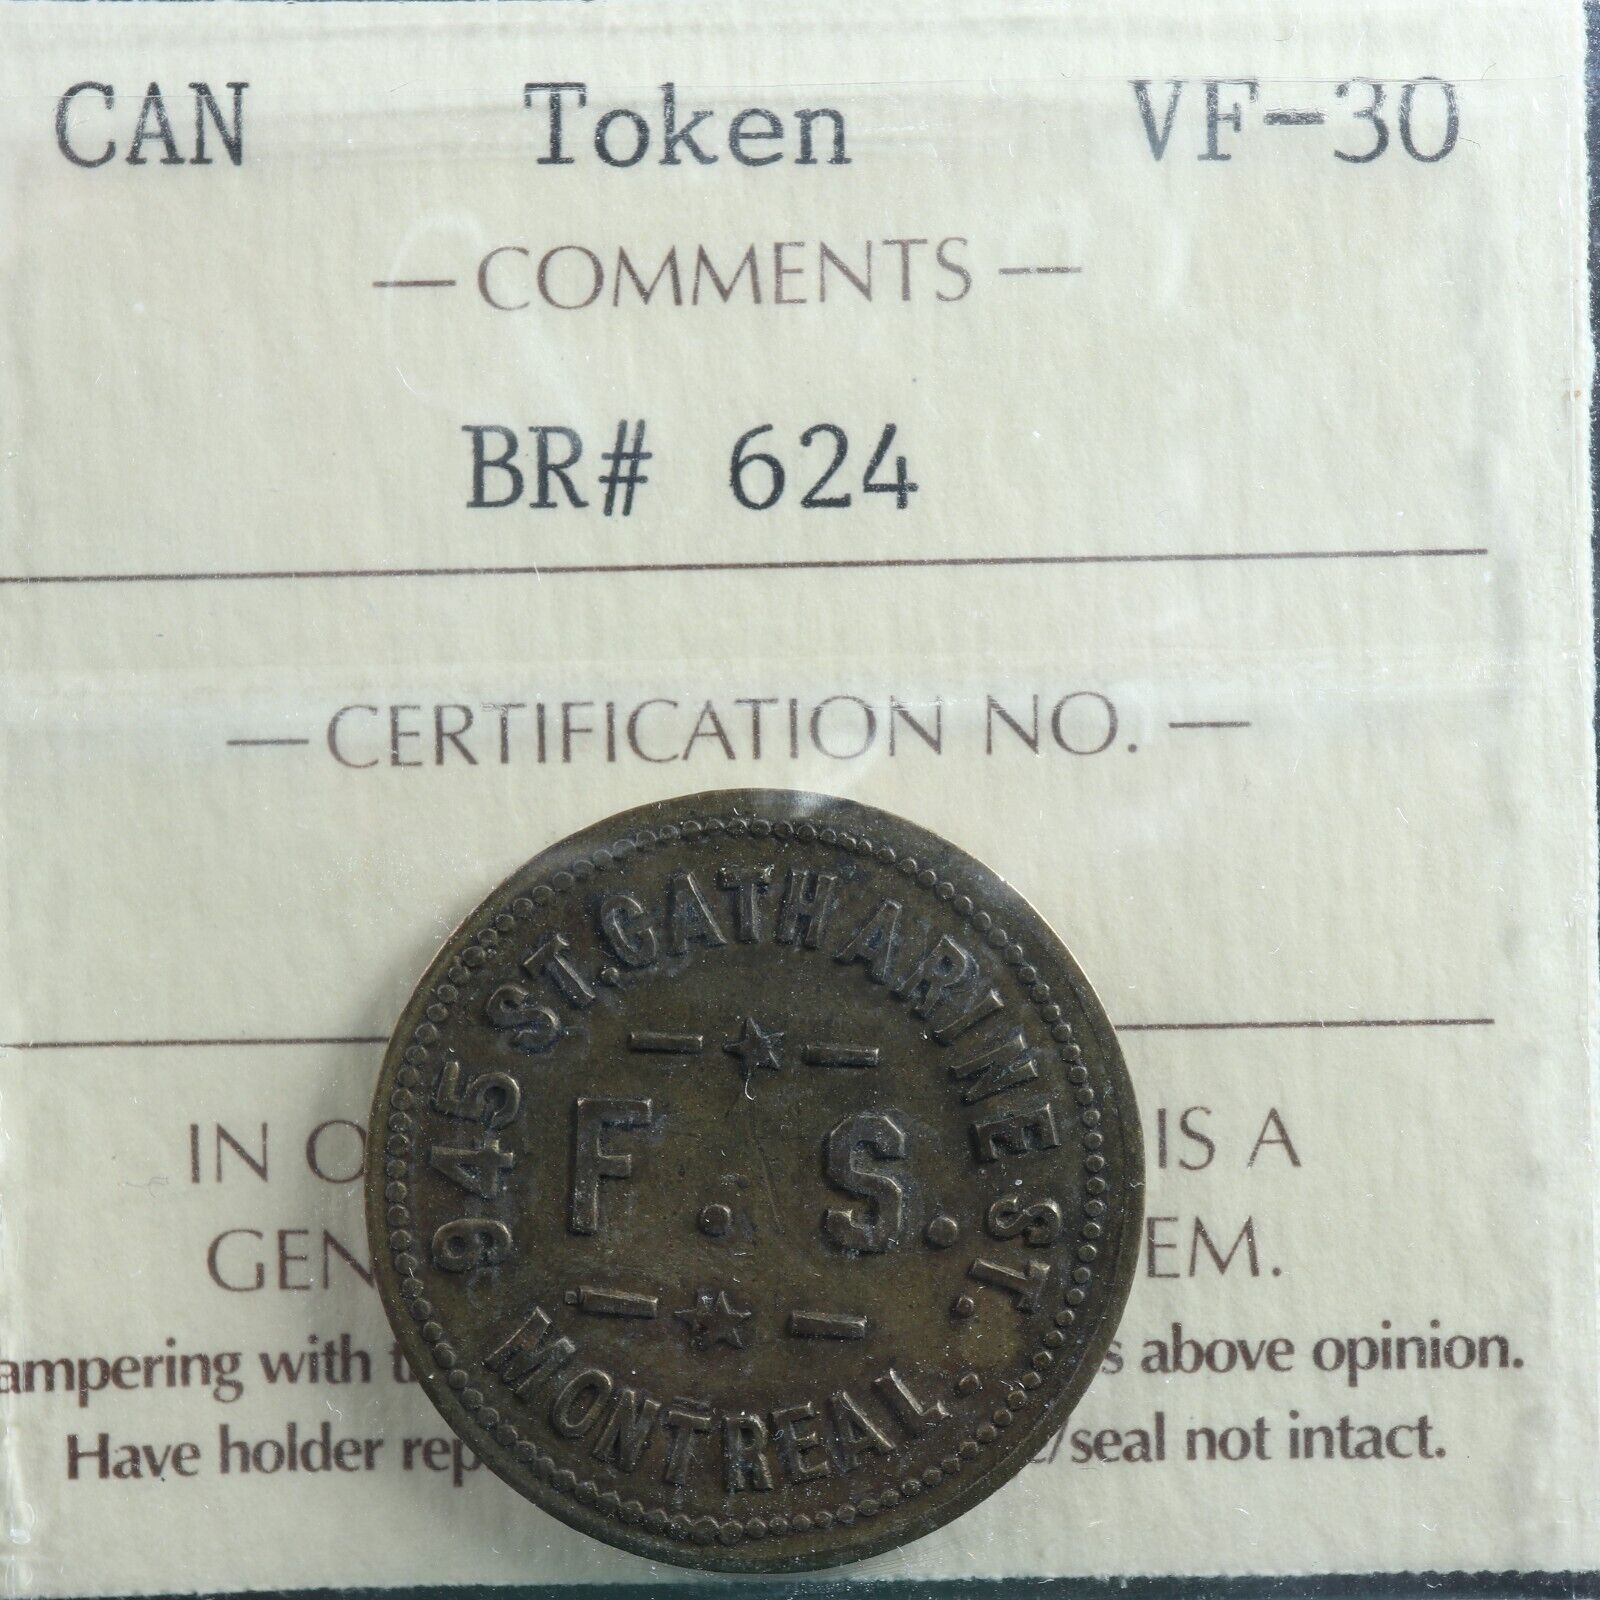 CAN Token VF-30
— COMMENTS —
BR# 624
— CERTIFICATION NO. —
945 ST. CATHARINE ST.
F. S.
MONTREAL.
IN O IS A
GEN EM.
ampering with t s above opinion.
Have holder rep /seal not intact.